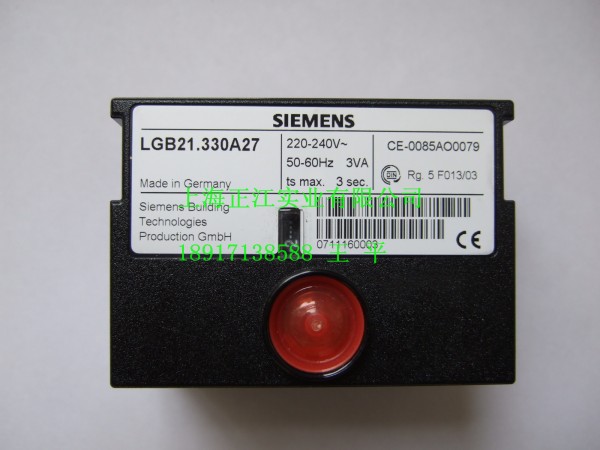 SIEMENS
LGB21.330A27
220-240V~
50-60Hz 3VA
ts max. 3 sec.
CE-0085AO0079
DIN Rg. 5 F013/03
Made in Germany
Siemens Building
Technologies
Production GmbH
0711160003
CE
上海正江实业有限公司
18917138588 王 平